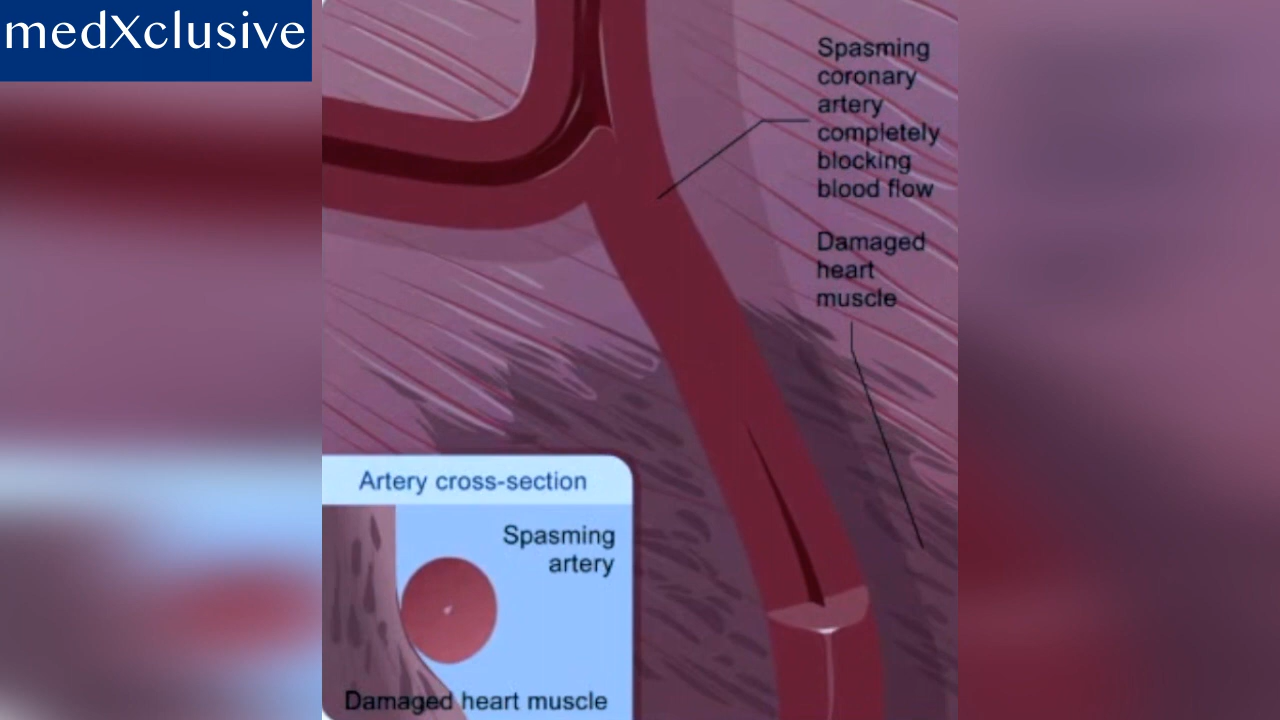 medXclusive
Spasming
coronary
artery
completely
blocking
blood flow
Damaged
heart
muscle
Artery cross-section
Spasming
artery
Damaged heart muscle